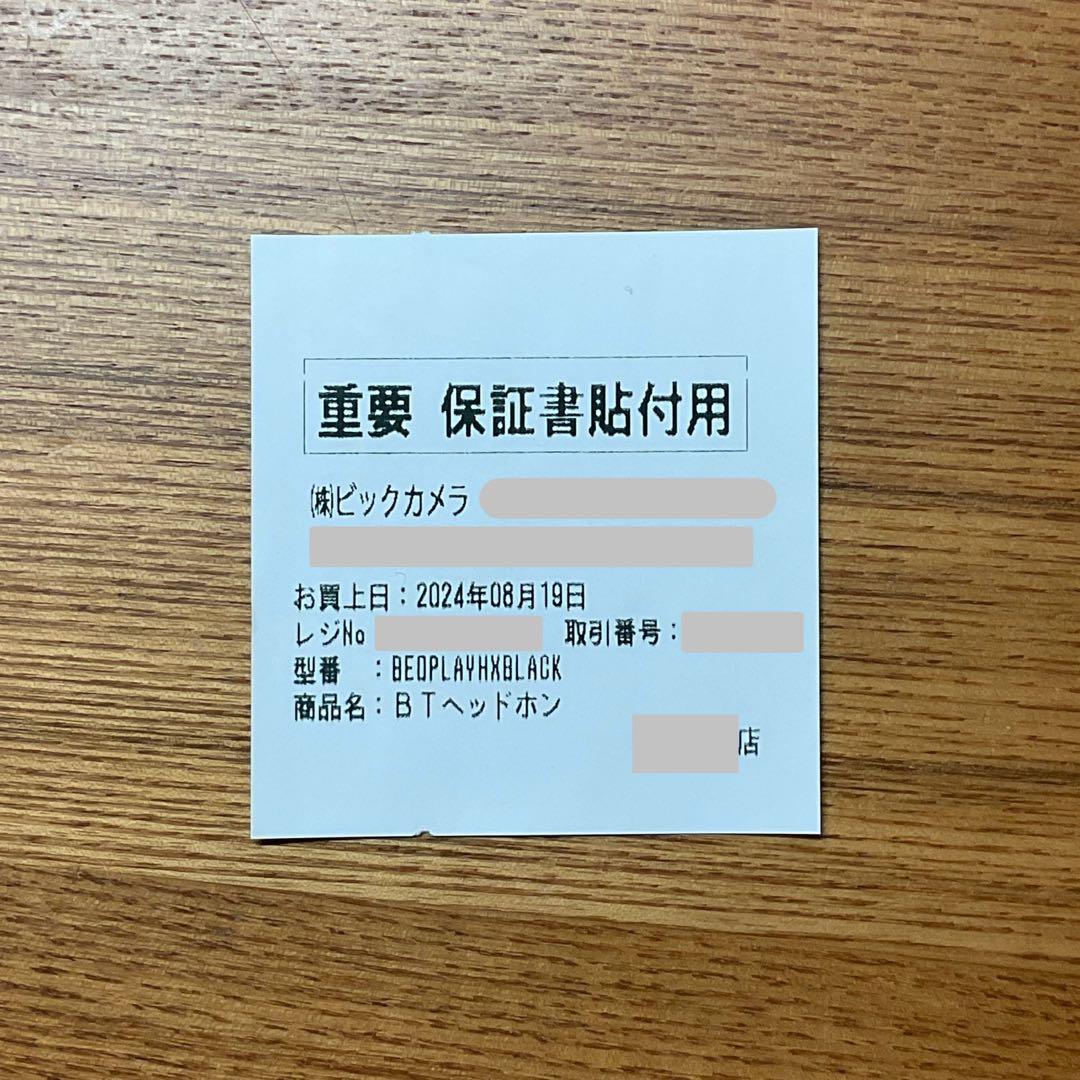 重要 保証書貼付用
㈱ビックカメラ
お買上日：2024年08月19日
レジNo 取引番号：
型番　：BEOPLAYHXBLACK
商品名：ＢＴヘッドホン
店